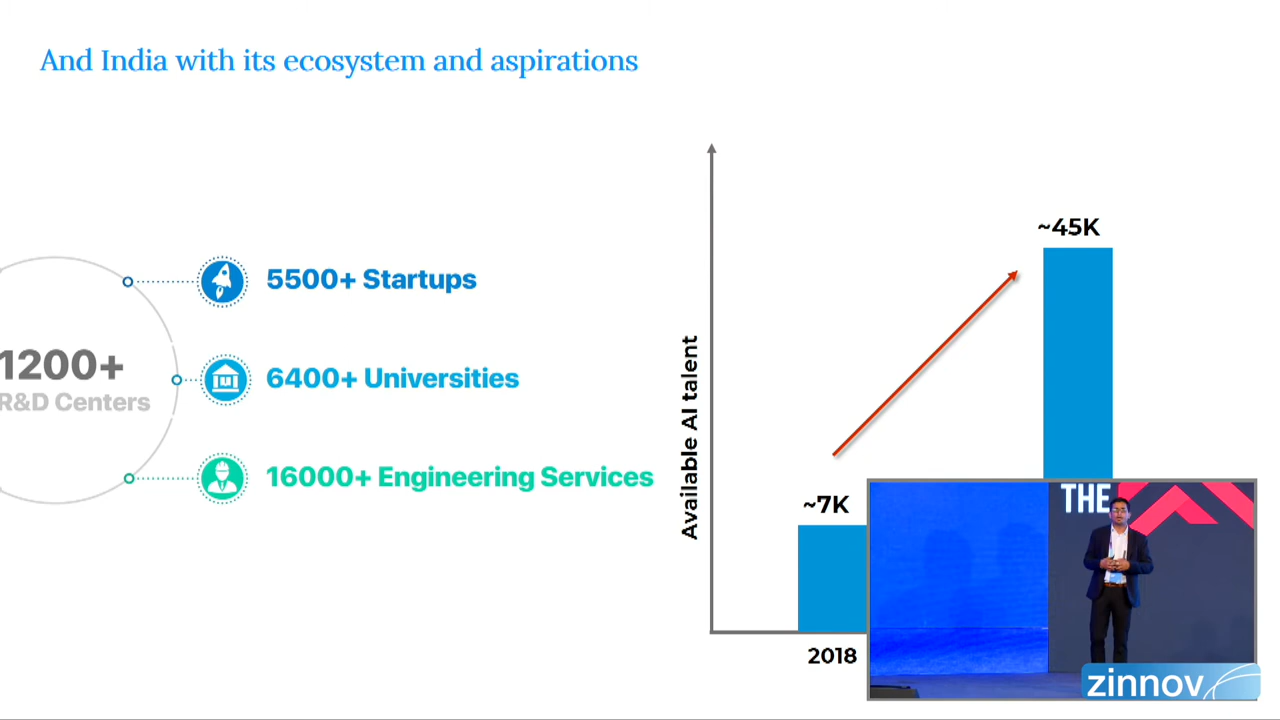 And India with its ecosystem and aspirations
1200+
R&D Centers
5500+ Startups
6400+ Universities
16000+ Engineering Services
Available AI talent
~7K
~45K
2018
THE
zinnov